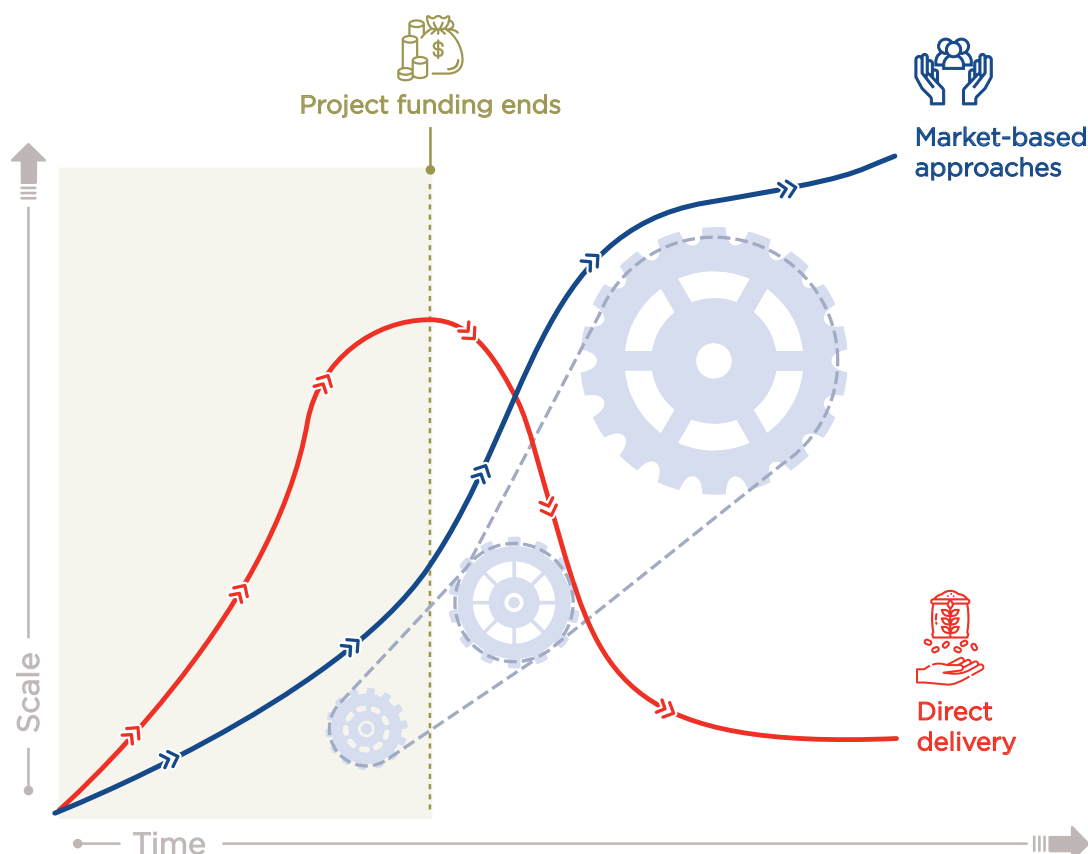 $
Project funding ends
Market-based
approaches
Scale
Direct
delivery
Time